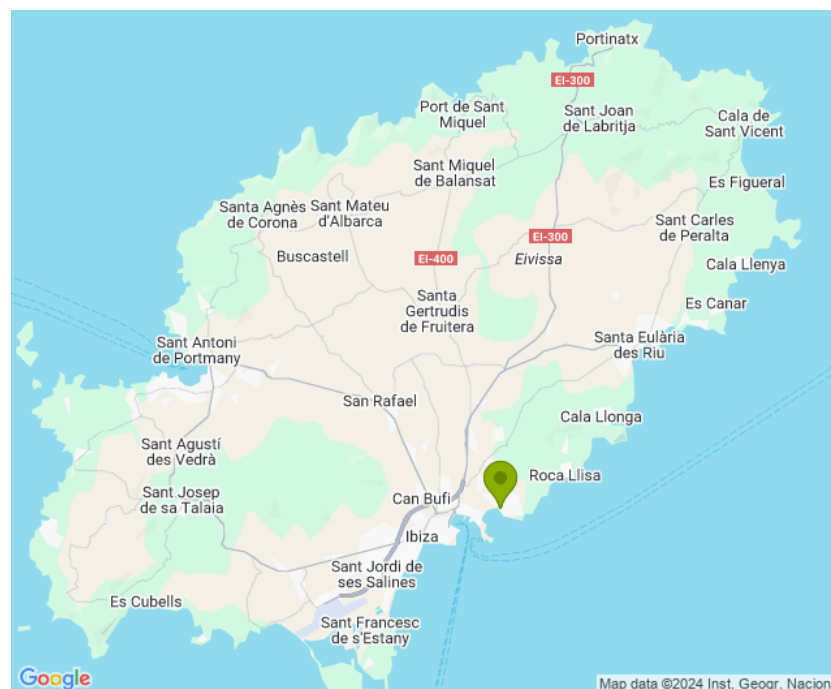 Portinatx
EI-300
Port de Sant
Miquel
Sant Joan
de Labritja
Cala de
Sant Vicent
Sant Miquel
de Balansat
Es Figueral
Santa Agnès
de Corona
Sant Mateu
d'Albarca
Sant Carles
de Peralta
EI-300
Buscastell
EI-400
Eivissa
Cala Llenya
Santa
Gertrudis
de Fruitera
Es Canar
Sant Antoni
de Portmany
Santa Eulària
des Riu
San Rafael
Cala Llonga
Sant Agustí
des Vedrà
Roca Llisa
Sant Josep
de sa Talaia
Can Bufi
Ibiza
Sant Jordi de
ses Salines
Es Cubells
Sant Francesc
de s'Estany
Google
Map data ©2024 Inst. Geogr. Nacion